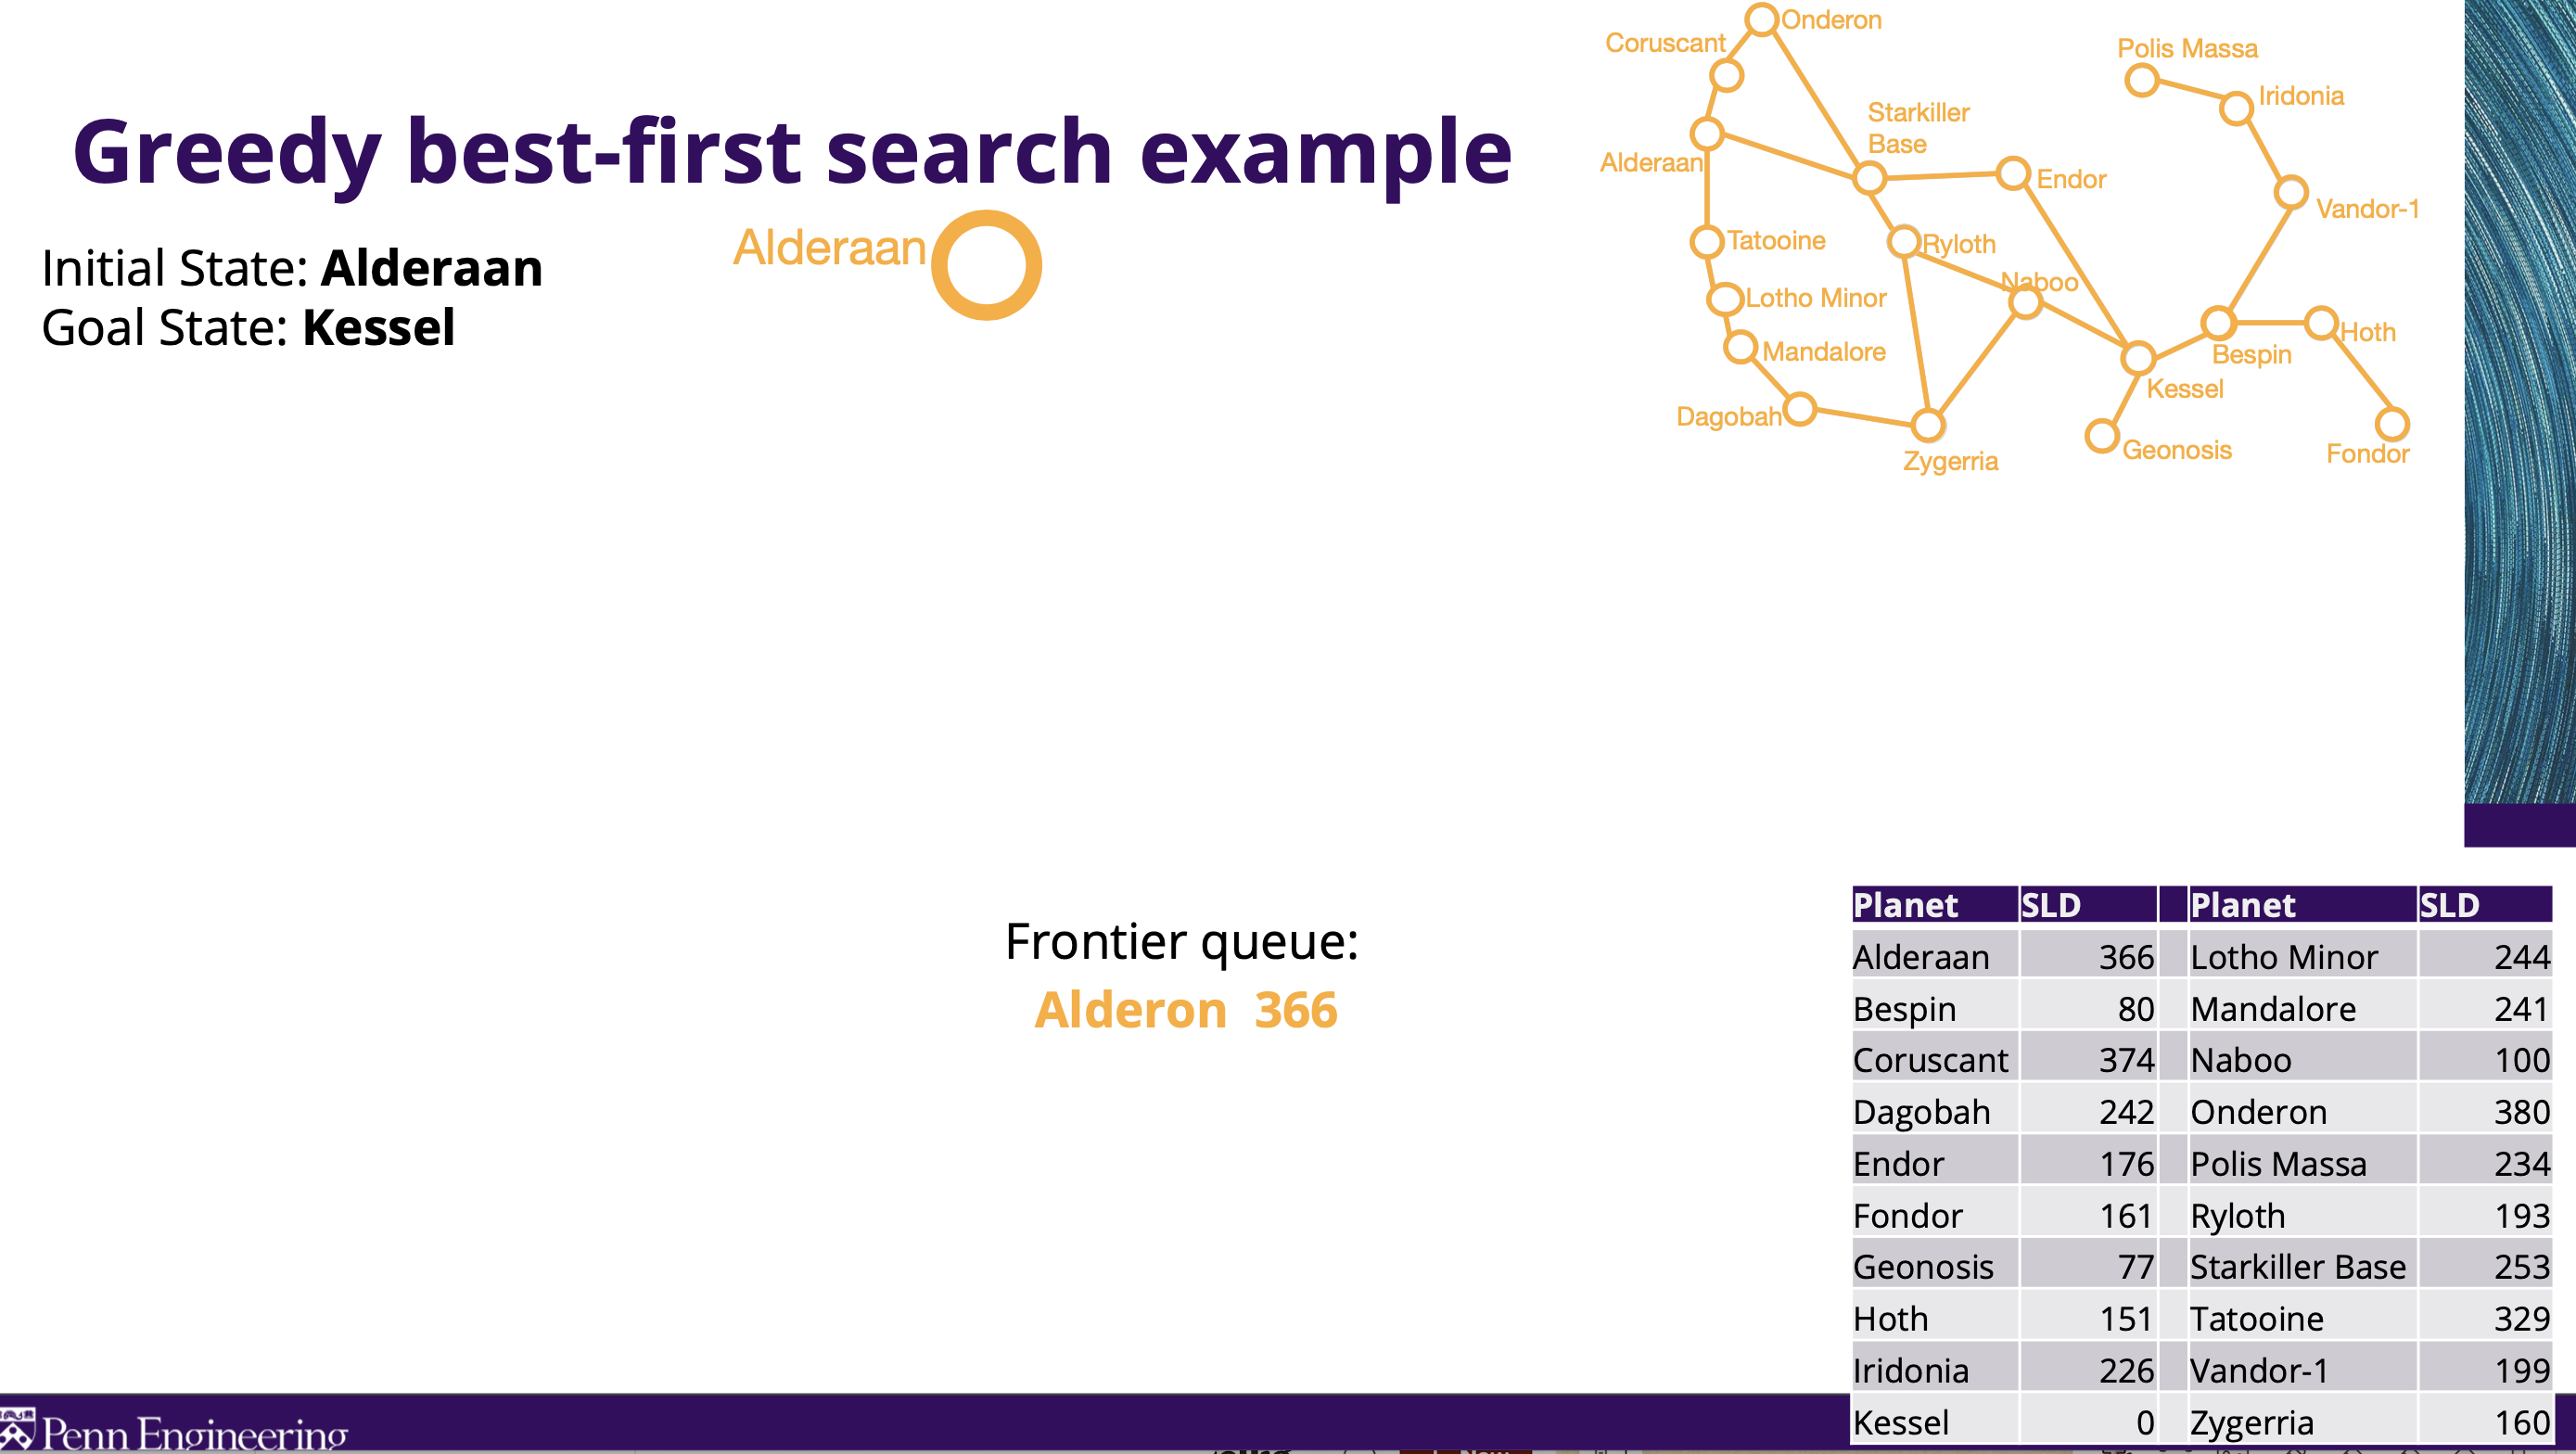 Greedy best-first search example
Initial State: Alderaan
Goal State: Kessel
Alderaan
Onderon
Coruscant
Polis Massa
Iridonia
Starkiller
Base
Alderaan
Endor
Vandor-1
Tatooine
Ryloth
Naboo
Lotho Minor
Hoth
Mandalore
Bespin
Kessel
Dagobah
Geonosis
Fondor
Zygerria
Frontier queue:
Alderon 366
Planet SLD Planet SLD
Alderaan 366 Lotho Minor 244
Bespin 80 Mandalore 241
Coruscant 374 Naboo 100
Dagobah 242 Onderon 380
Endor 176 Polis Massa 234
Fondor 161 Ryloth 193
Geonosis 77 Starkiller Base 253
Hoth 151 Tatooine 329
Iridonia 226 Vandor-1 199
Kessel 0 Zygerria 160
Penn Engineering